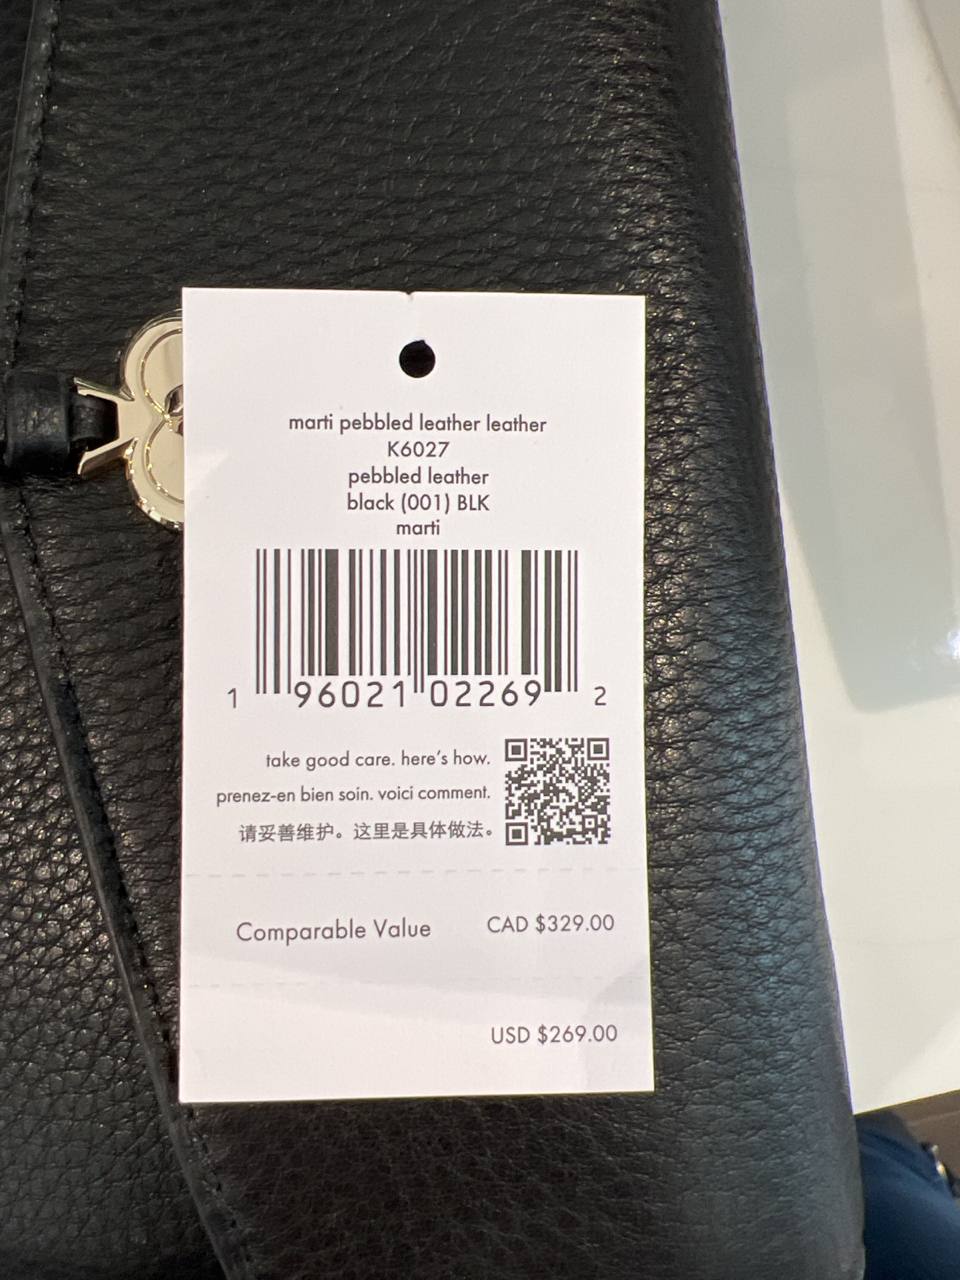 marti pebbled leather leather
K6027
pebbled leather
black (001) BLK
marti
1 96021 02269 2
take good care. here's how.
prenez-en bien soin. voici comment.
请妥善维护。这里是具体做法。
Comparable Value CAD $329.00
USD $269.00